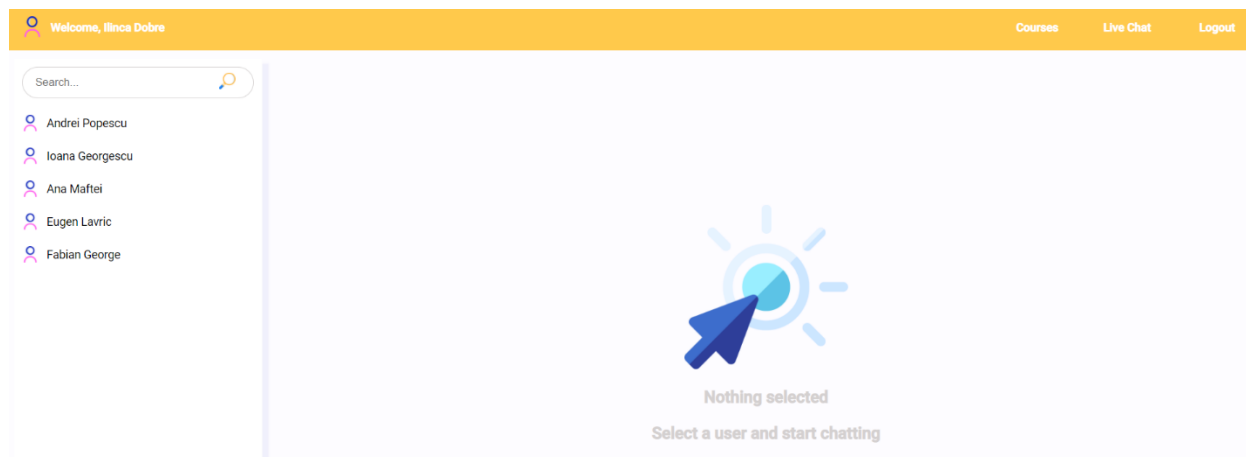 Welcome, Ilinca Dobre
Courses
Live Chat
Logout
Search...
Andrei Popescu
Ioana Georgescu
Ana Maftei
Eugen Lavric
Fabian George
Nothing selected
Select a user and start chatting